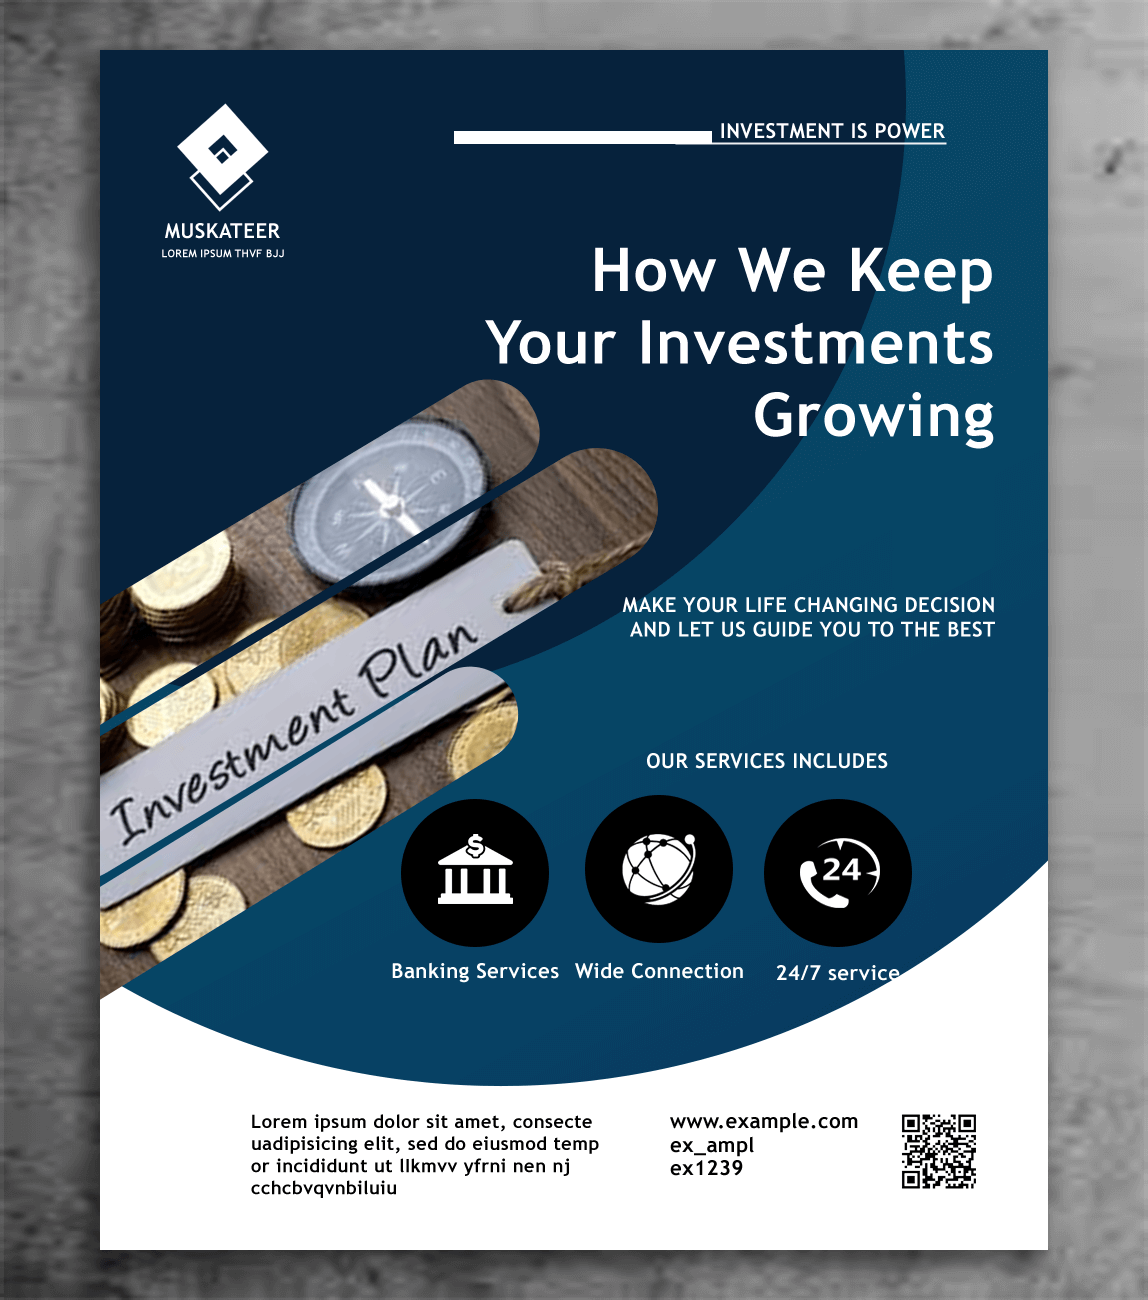 MUSKATEER
LOREM IPSUM THVF BJJ
INVESTMENT IS POWER
How We Keep
Your Investments
Growing
Investment Plan
MAKE YOUR LIFE CHANGING DECISION
AND LET US GUIDE YOU TO THE BEST
OUR SERVICES INCLUDES
$
24
Banking Services
Wide Connection
24/7 service
Lorem ipsum dolor sit amet, consecte
uadipisicing elit, sed do eiusmod temp
or incididunt ut llkmvv yfrni nen nj
cchcbvqvnbiluiu
www.example.com
ex_ampl
ex1239